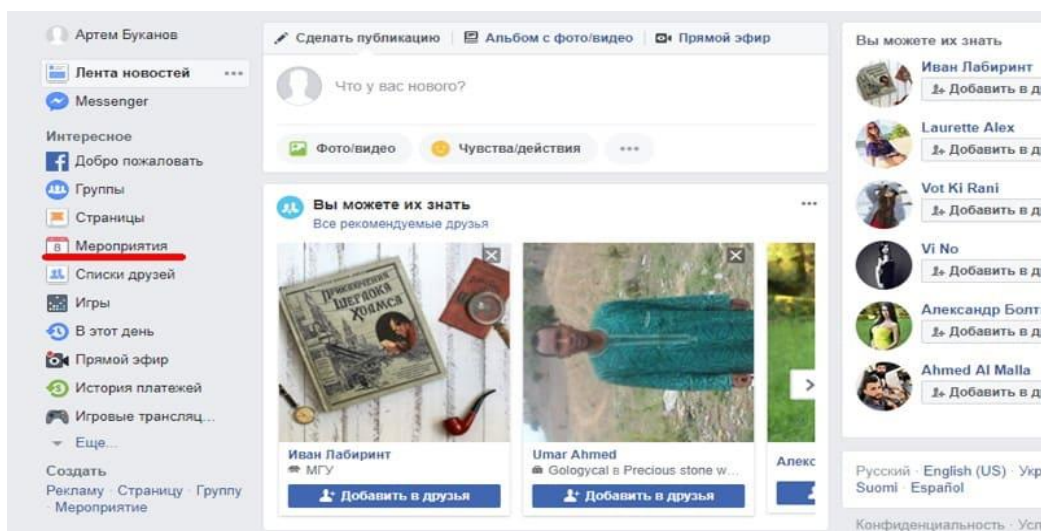 Артем Буканов
Лента новостей
Messenger
Интересное
Добро пожаловать
Группы
Страницы
8 Мероприятия
Списки друзей
Игры
В этот день
Прямой эфир
История платежей
Игровые трансляц...
Еще...
Создать
Рекламу · Страницу · Группу
· Мероприятие
Сделать публикацию
Альбом с фото/видео
Прямой эфир
Что у вас нового?
Фото/видео
Чувства/действия
Вы можете их знать
Все рекомендуемые друзья
ПРИКЛЮЧЕНИЯ
ШЕРЛОКА
ХОЛМСА
Иван Лабиринт
МГУ
Добавить в друзья
Umar Ahmed
Gologycal в Precious stone w...
Добавить в друзья
Алекс
Вы можете их знать
Иван Лабиринт
Добавить в д
Laurette Alex
Добавить в д
Vot Ki Rani
Добавить в д
Vi No
Добавить в д
Александр Болт
Добавить в д
Ahmed Al Malla
Добавить в д
Русский · English (US) · Укр
Suomi · Español
Конфиденциальность · Усл